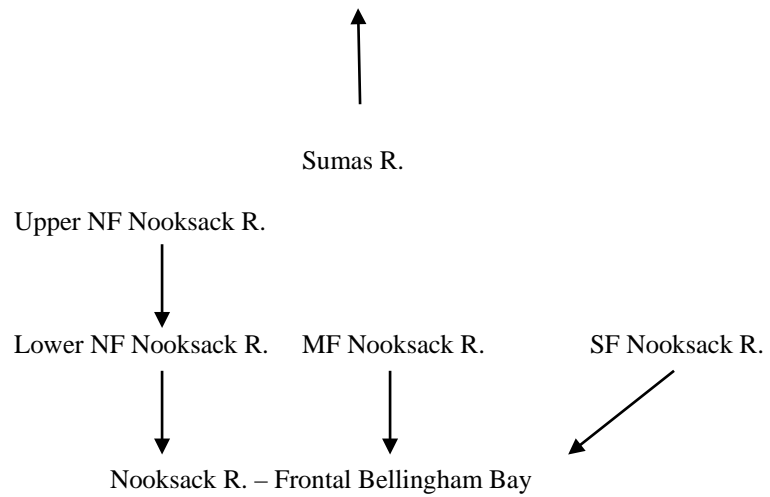 Sumas R.
Upper NF Nooksack R.
Lower NF Nooksack R. MF Nooksack R. SF Nooksack R.
Nooksack R. – Frontal Bellingham Bay